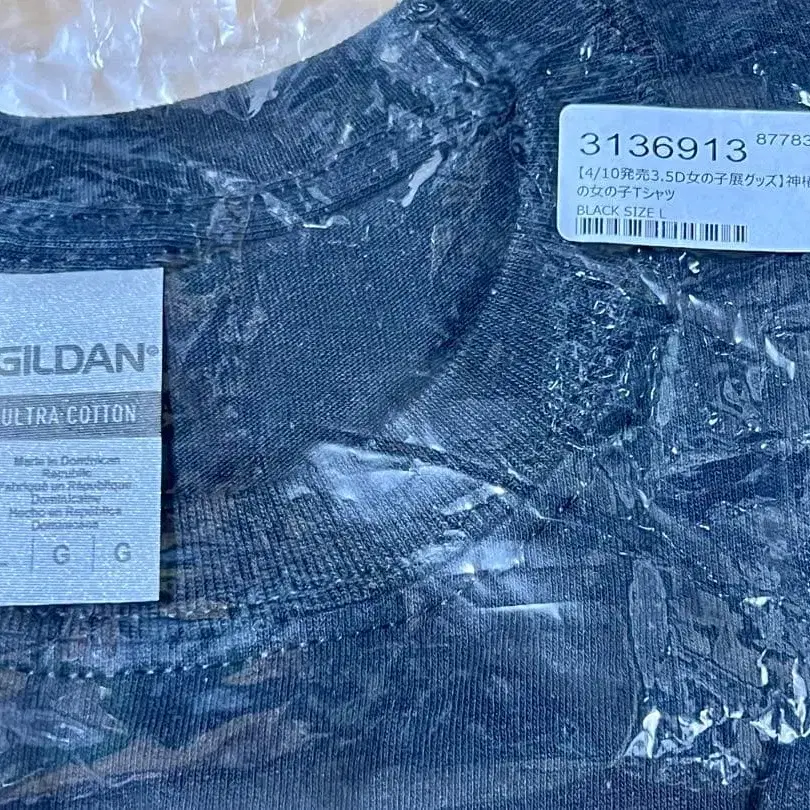 3136913 87783
【4/10発売3.5D女の子展グッズ】神
の女の子Tシャツ
BLACK SIZE L
GILDAN®
ULTRA COTTON
Made in Dominican
Republic
Fabriqué en République
Dominicaine
Hecho en República
Dominicana
L G G